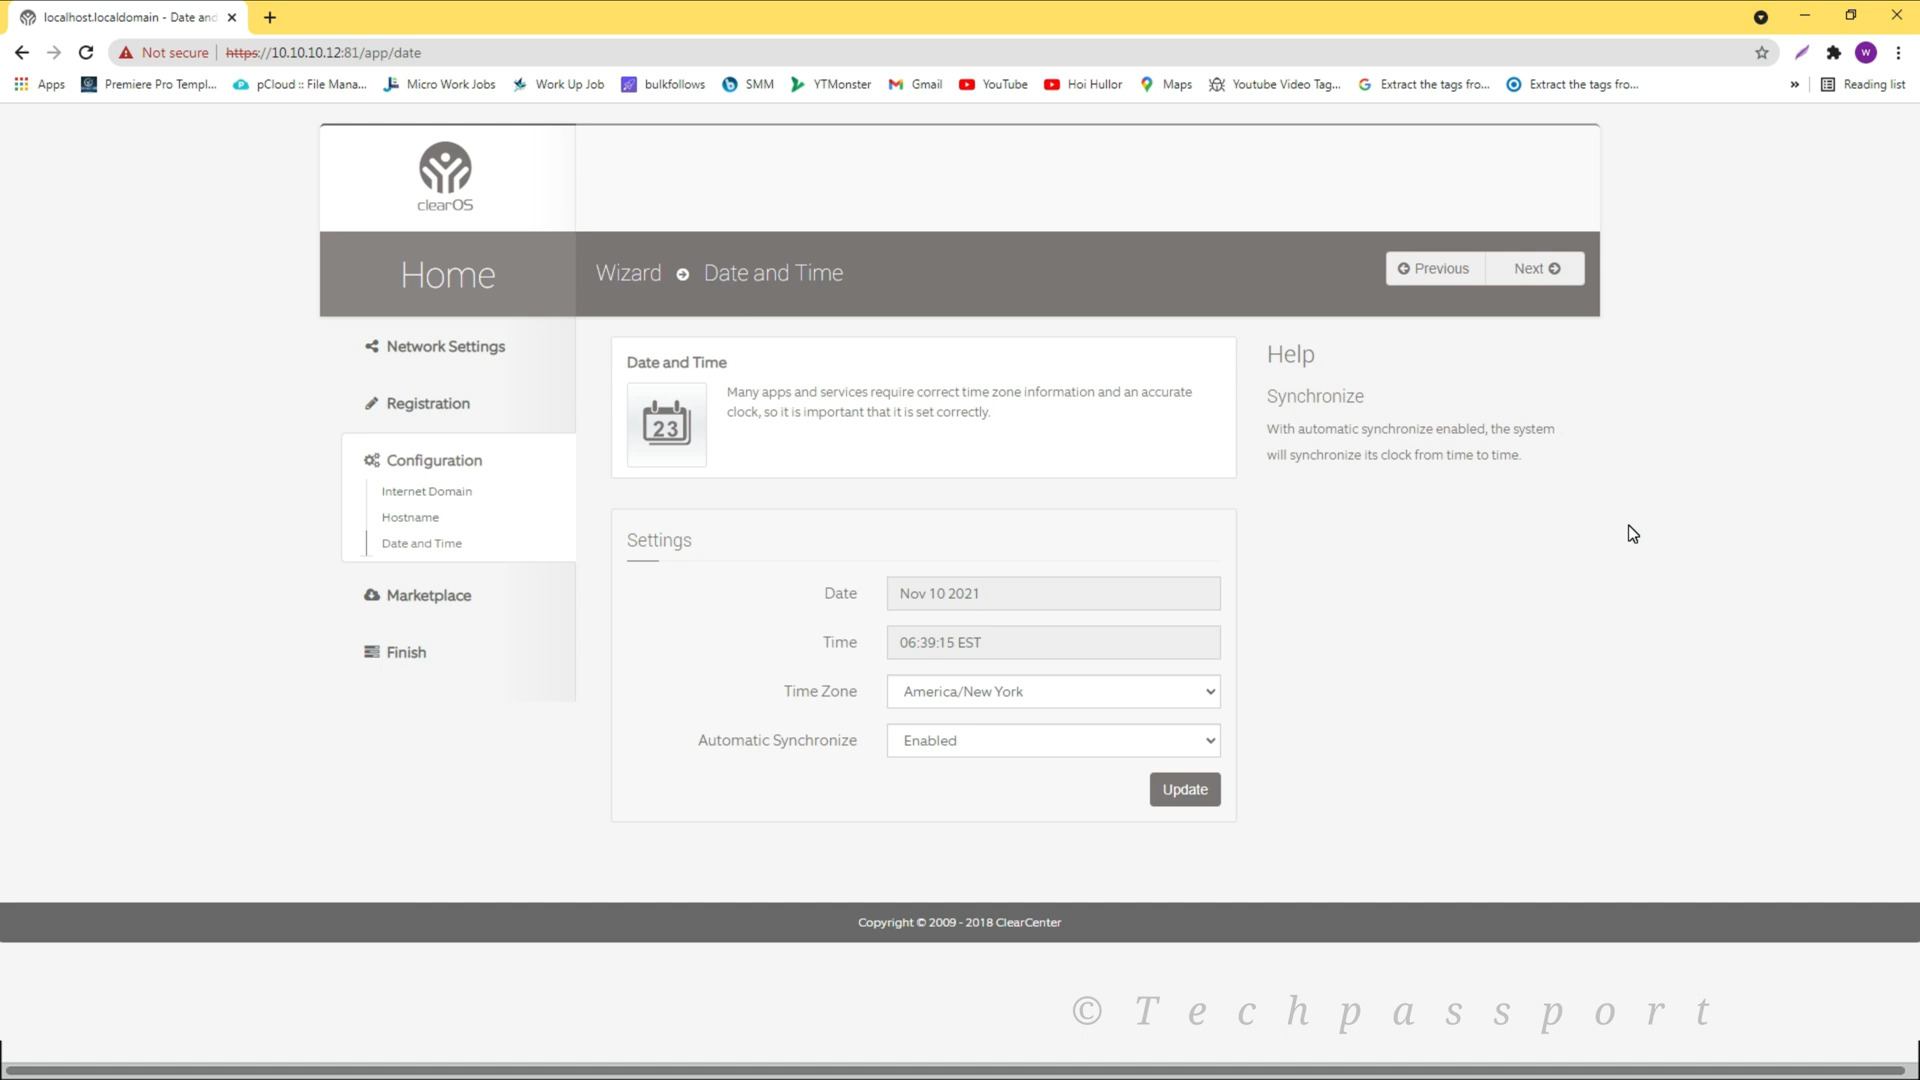 localhost.localdomain - Date and
Not secure | https://10.10.10.12:81/app/date
W
Apps Premiere Pro Templ... pCloud :: File Mana... Micro Work Jobs Work Up Job bulkfollows SMM YTMonster Gmail YouTube Hoi Hullor Maps Youtube Video Tag... Extract the tags fro... Extract the tags fro... » Reading list
clearOS
Home
Wizard Date and Time
Previous Next
Network Settings
Registration
Configuration
Internet Domain
Hostname
Date and Time
Marketplace
Finish
Date and Time
23
Many apps and services require correct time zone information and an accurate
clock, so it is important that it is set correctly.
Settings
Date Nov 10 2021
Time 06:39:15 EST
Time Zone America/New York
Automatic Synchronize Enabled
Update
Help
Synchronize
With automatic synchronize enabled, the system
will synchronize its clock from time to time.
Copyright © 2009 - 2018 ClearCenter
© Techpassport